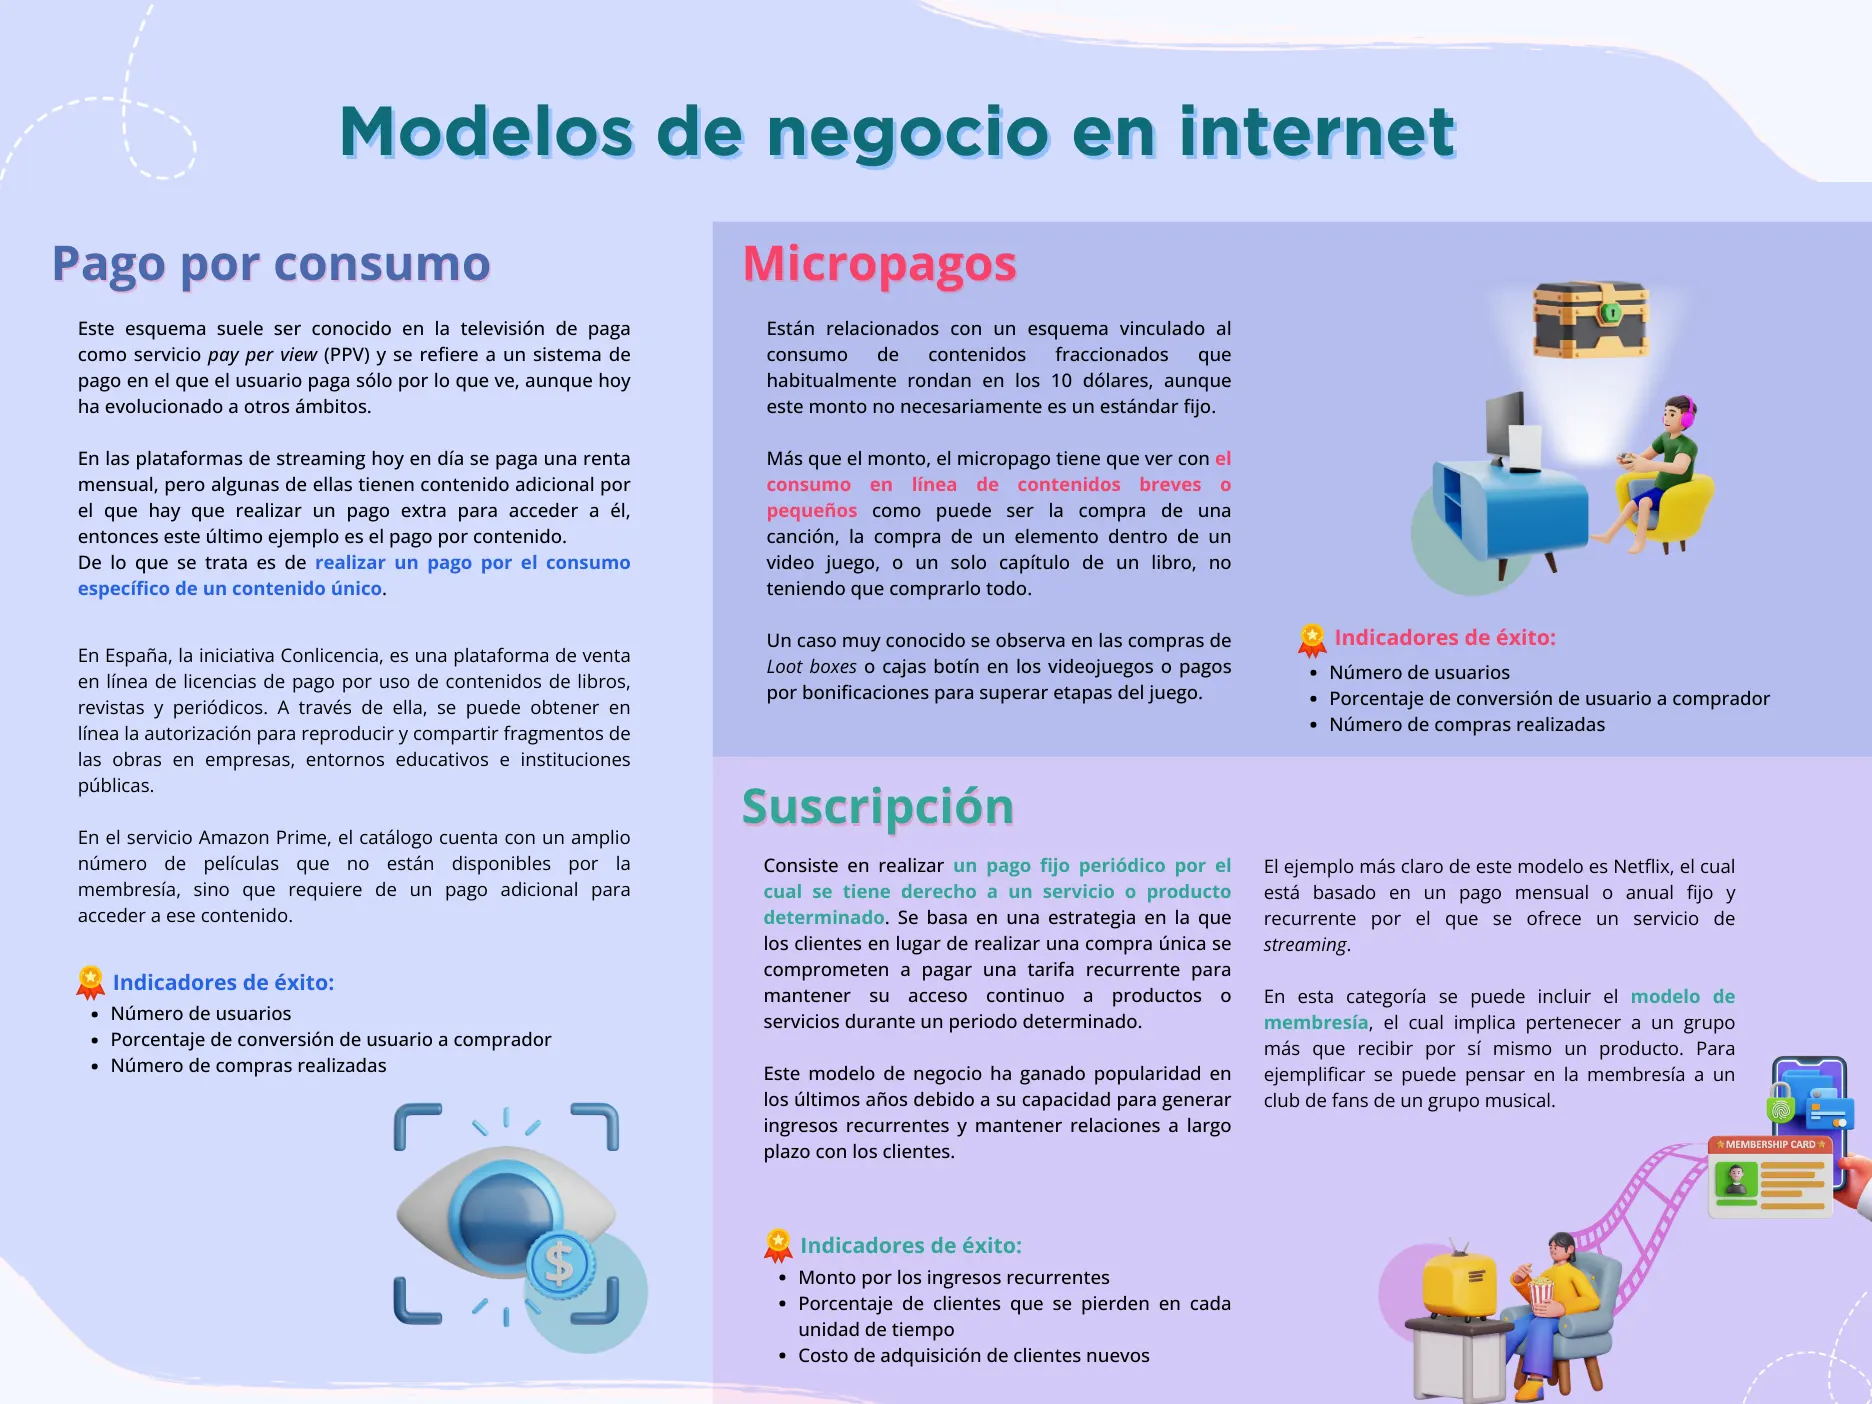 Modelos de negocio en internet
Pago por consumo
Este esquema suele ser conocido en la televisión de paga
como servicio pay per view (PPV) y se refiere a un sistema de
pago en el que el usuario paga sólo por lo que ve, aunque hoy
ha evolucionado a otros ámbitos.
En las plataformas de streaming hoy en día se paga una renta
mensual, pero algunas de ellas tienen contenido adicional por
el que hay que realizar un pago extra para acceder a él,
entonces este último ejemplo es el pago por contenido.
De lo que se trata es de realizar un pago por el consumo
específico de un contenido único.
En España, la iniciativa Conlicencia, es una plataforma de venta
en línea de licencias de pago por uso de contenidos de libros,
revistas y periódicos. A través de ella, se puede obtener en
línea la autorización para reproducir y compartir fragmentos de
las obras en empresas, entornos educativos e instituciones
públicas.
En el servicio Amazon Prime, el catálogo cuenta con un amplio
número de películas que no están disponibles por la
membresía, sino que requiere de un pago adicional para
acceder a ese contenido.
Indicadores de éxito:
• Número de usuarios
• Porcentaje de conversión de usuario a comprador
• Número de compras realizadas
$
Micropagos
Están relacionados con un esquema vinculado al
consumo de contenidos fraccionados que
habitualmente rondan en los 10 dólares, aunque
este monto no necesariamente es un estándar fijo.
Más que el monto, el micropago tiene que ver con el
consumo en línea de contenidos breves o
pequeños como puede ser la compra de una
canción, la compra de un elemento dentro de un
video juego, o un solo capítulo de un libro, no
teniendo que comprarlo todo.
Un caso muy conocido se observa en las compras de
Loot boxes o cajas botín en los videojuegos o pagos
por bonificaciones para superar etapas del juego.
Indicadores de éxito:
• Número de usuarios
• Porcentaje de conversión de usuario a comprador
• Número de compras realizadas
Suscripción
Consiste en realizar un pago fijo periódico por el
cual se tiene derecho a un servicio o producto
determinado. Se basa en una estrategia en la que
los clientes en lugar de realizar una compra única se
comprometen a pagar una tarifa recurrente para
mantener su acceso continuo a productos o
servicios durante un periodo determinado.
Este modelo de negocio ha ganado popularidad en
los últimos años debido a su capacidad para generar
ingresos recurrentes y mantener relaciones a largo
plazo con los clientes.
Indicadores de éxito:
• Monto por los ingresos recurrentes
• Porcentaje de clientes que se pierden en cada
unidad de tiempo
• Costo de adquisición de clientes nuevos
El ejemplo más claro de este modelo es Netflix, el cual
está basado en un pago mensual o anual fijo y
recurrente por el que se ofrece un servicio de
streaming.
En esta categoría se puede incluir el modelo de
membresía, el cual implica pertenecer a un grupo
más que recibir por sí mismo un producto. Para
ejemplificar se puede pensar en la membresía a un
club de fans de un grupo musical.
MEMBERSHIP CARD